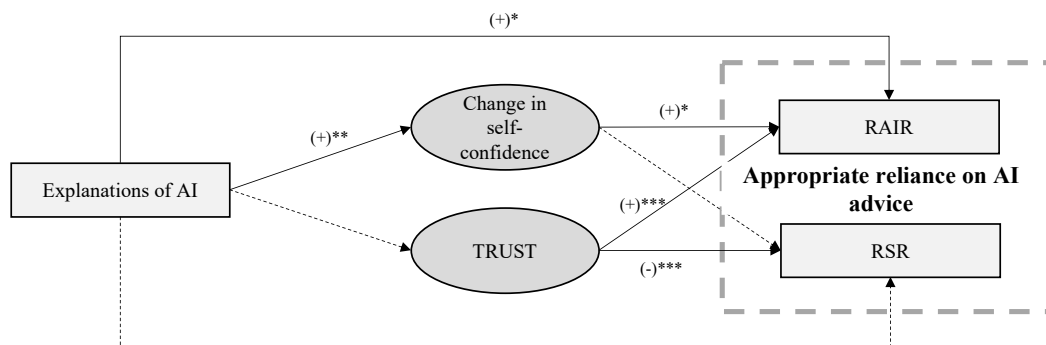 (+)*
Change in
self-
confidence
(+)*
RAIR
(+)**
Explanations of AI
Appropriate reliance on AI
advice
(+)***
TRUST
RSR
(-)***